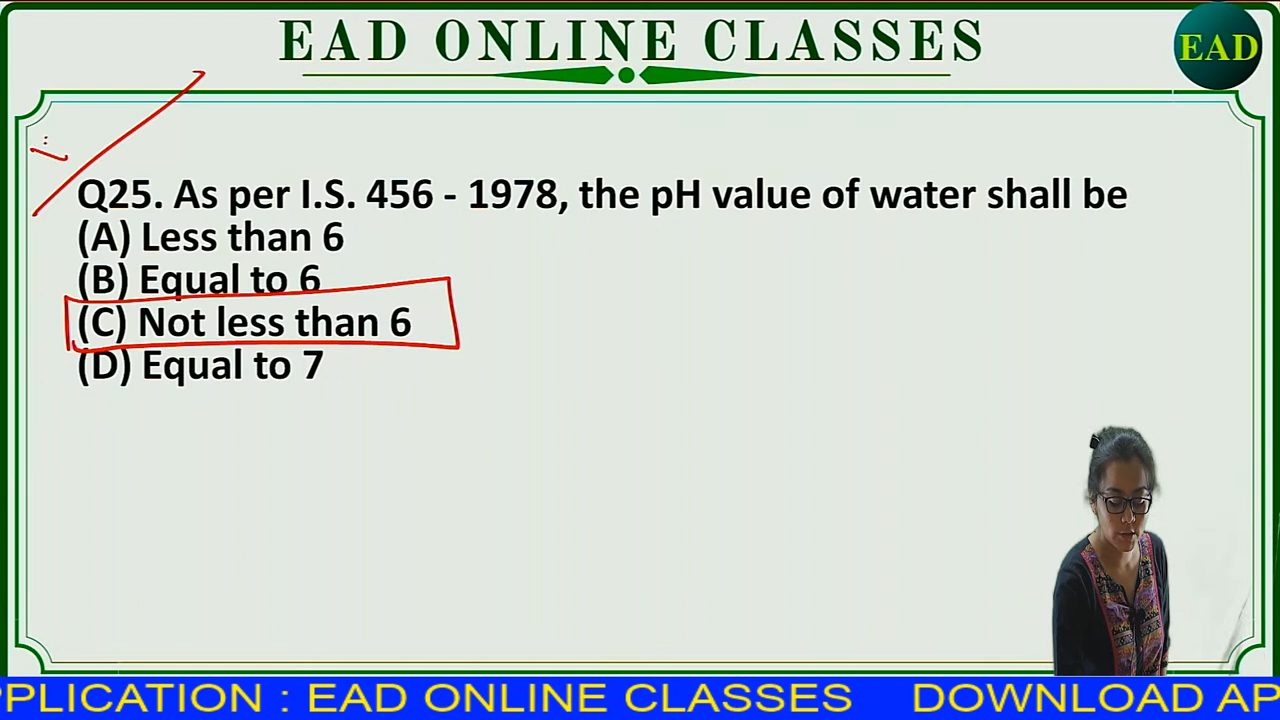 EAD ONLINE CLASSES
EAD
Q25. As per I.S. 456 - 1978, the pH value of water shall be
(A) Less than 6
(B) Equal to 6
(C) Not less than 6
(D) Equal to 7
PPLICATION : EAD ONLINE CLASSES DOWNLOAD AP